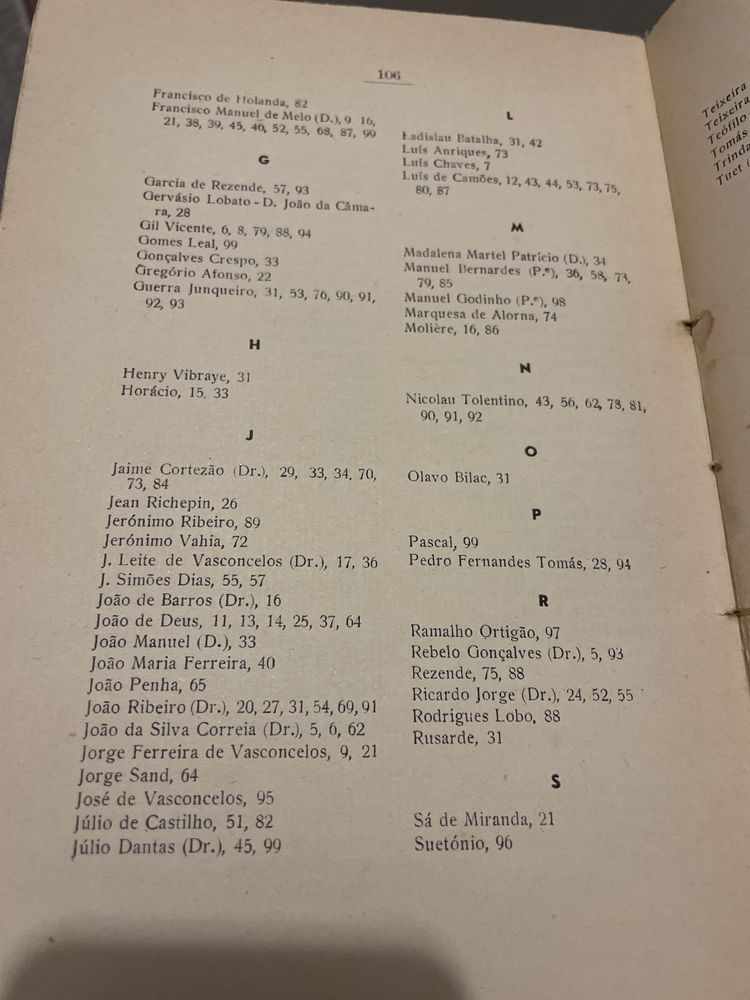 106
Francisco de Holanda, 82
Francisco Manuel de Melo (D.), 9 16,
21, 38, 39, 45, 46, 52, 55, 68, 87, 99
G
Garcia de Rezende, 57, 93
Gervásio Lobato - D. João da Câma-
ra, 28
Gil Vicente, 6, 8, 79, 88, 94
Gomes Leal, 99
Gonçalves Crespo, 33
Gregório Afonso, 22
Guerra Junqueiro, 31, 53, 76, 90, 91,
92, 93
H
Henry Vibraye, 31
Horácio, 15, 33
J
Jaime Cortezão (Dr.), 29, 33, 34, 70,
73, 84
Jean Richepin, 26
Jerónimo Ribeiro, 89
Jerónimo Vahia, 72
J. Leite de Vasconcelos (Dr.), 17, 36
J. Simões Dias, 55, 57
João de Barros (Dr.), 16
João de Deus, 11, 13, 14, 25, 37, 64
João Manuel (D.), 33
João Maria Ferreira, 40
João Penha, 65
João Ribeiro (Dr.), 20, 27, 31, 54, 69, 91
João da Silva Correia (Dr.), 5, 6, 62
Jorge Ferreira de Vasconcelos, 9, 21
Jorge Sand, 64
José de Vasconcelos, 95
Júlio de Castilho, 51, 82
Júlio Dantas (Dr.), 45, 99
L
Ladislau Batalha, 31, 42
Luís Anriques, 73
Luís Chaves, 7
Luís de Camões, 12, 43, 44, 53, 73, 75,
80, 87
M
Madalena Martel Patrício (D.), 34
Manuel Bernardes (P.ᵉ), 36, 58, 73,
79, 85
Manuel Godinho (P.ᵉ), 98
Marquesa de Alorna, 74
Molière, 16, 86
N
Nicolau Tolentino, 43, 56, 62, 78, 81,
90, 91, 92
O
Olavo Bilac, 31
P
Pascal, 99
Pedro Fernandes Tomás, 28, 94
R
Ramalho Ortigão, 97
Rebelo Gonçalves (Dr.), 5, 93
Rezende, 75, 88
Ricardo Jorge (Dr.), 24, 52, 55
Rodrigues Lobo, 88
Rusarde, 31
S
Sá de Miranda, 21
Suetónio, 96
Teixeira
Teixeira
Teófilo
Tomás
Trinda
Tuet (